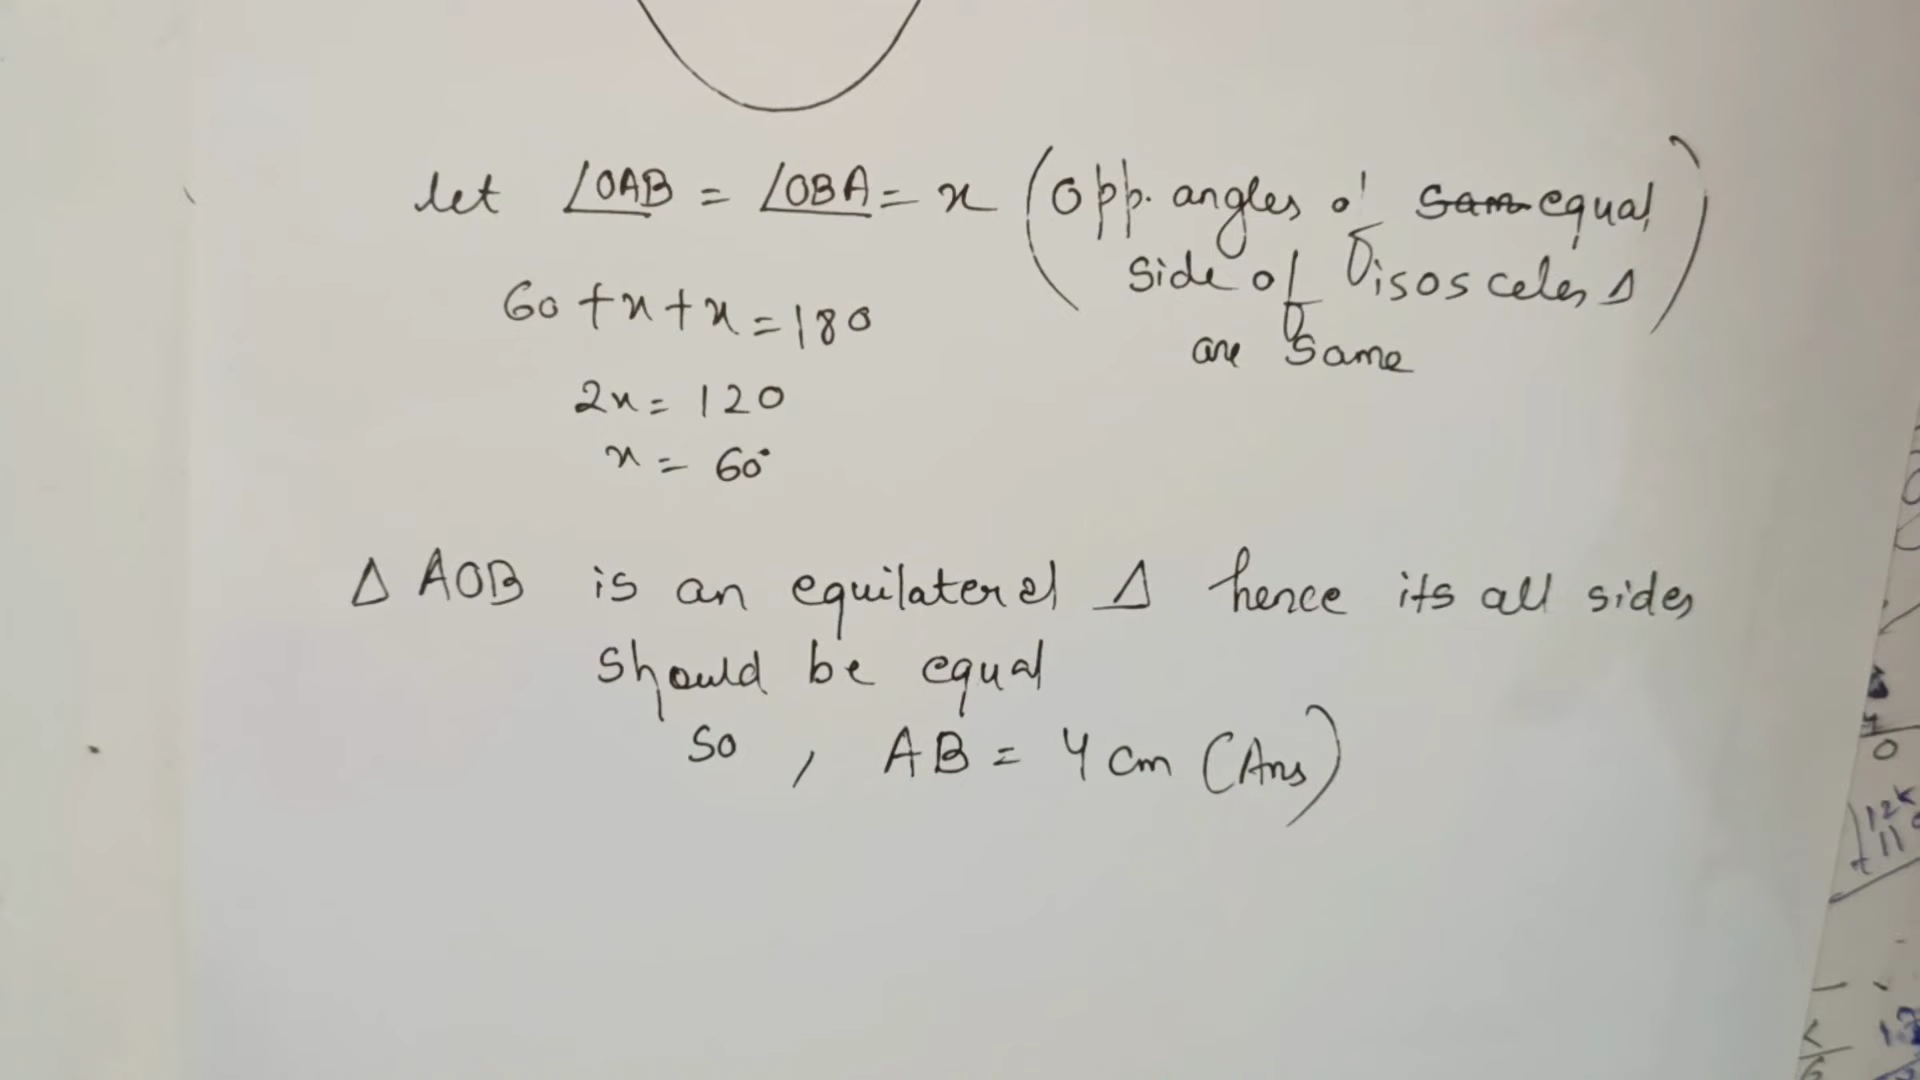 let ∠OAB = ∠OBA = x (Opp. angles of equal
side of isosceles Δ
are same)
60 + x + x = 180
2x = 120
x = 60°
Δ AOB is an equilateral Δ hence its all sides
should be equal
So , AB = 4 cm (Ans)